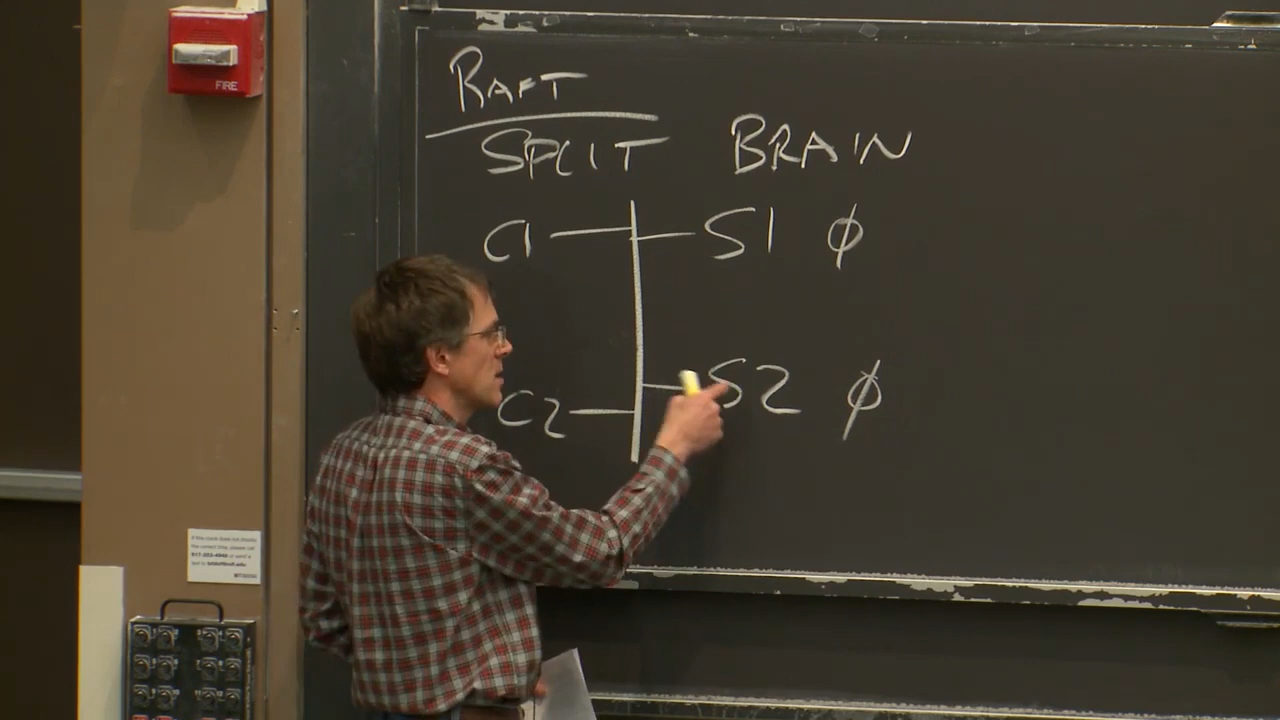 FIRE
RAFT
SPLIT BRAIN
C1 S1 ϕ
C2 S2 ϕ